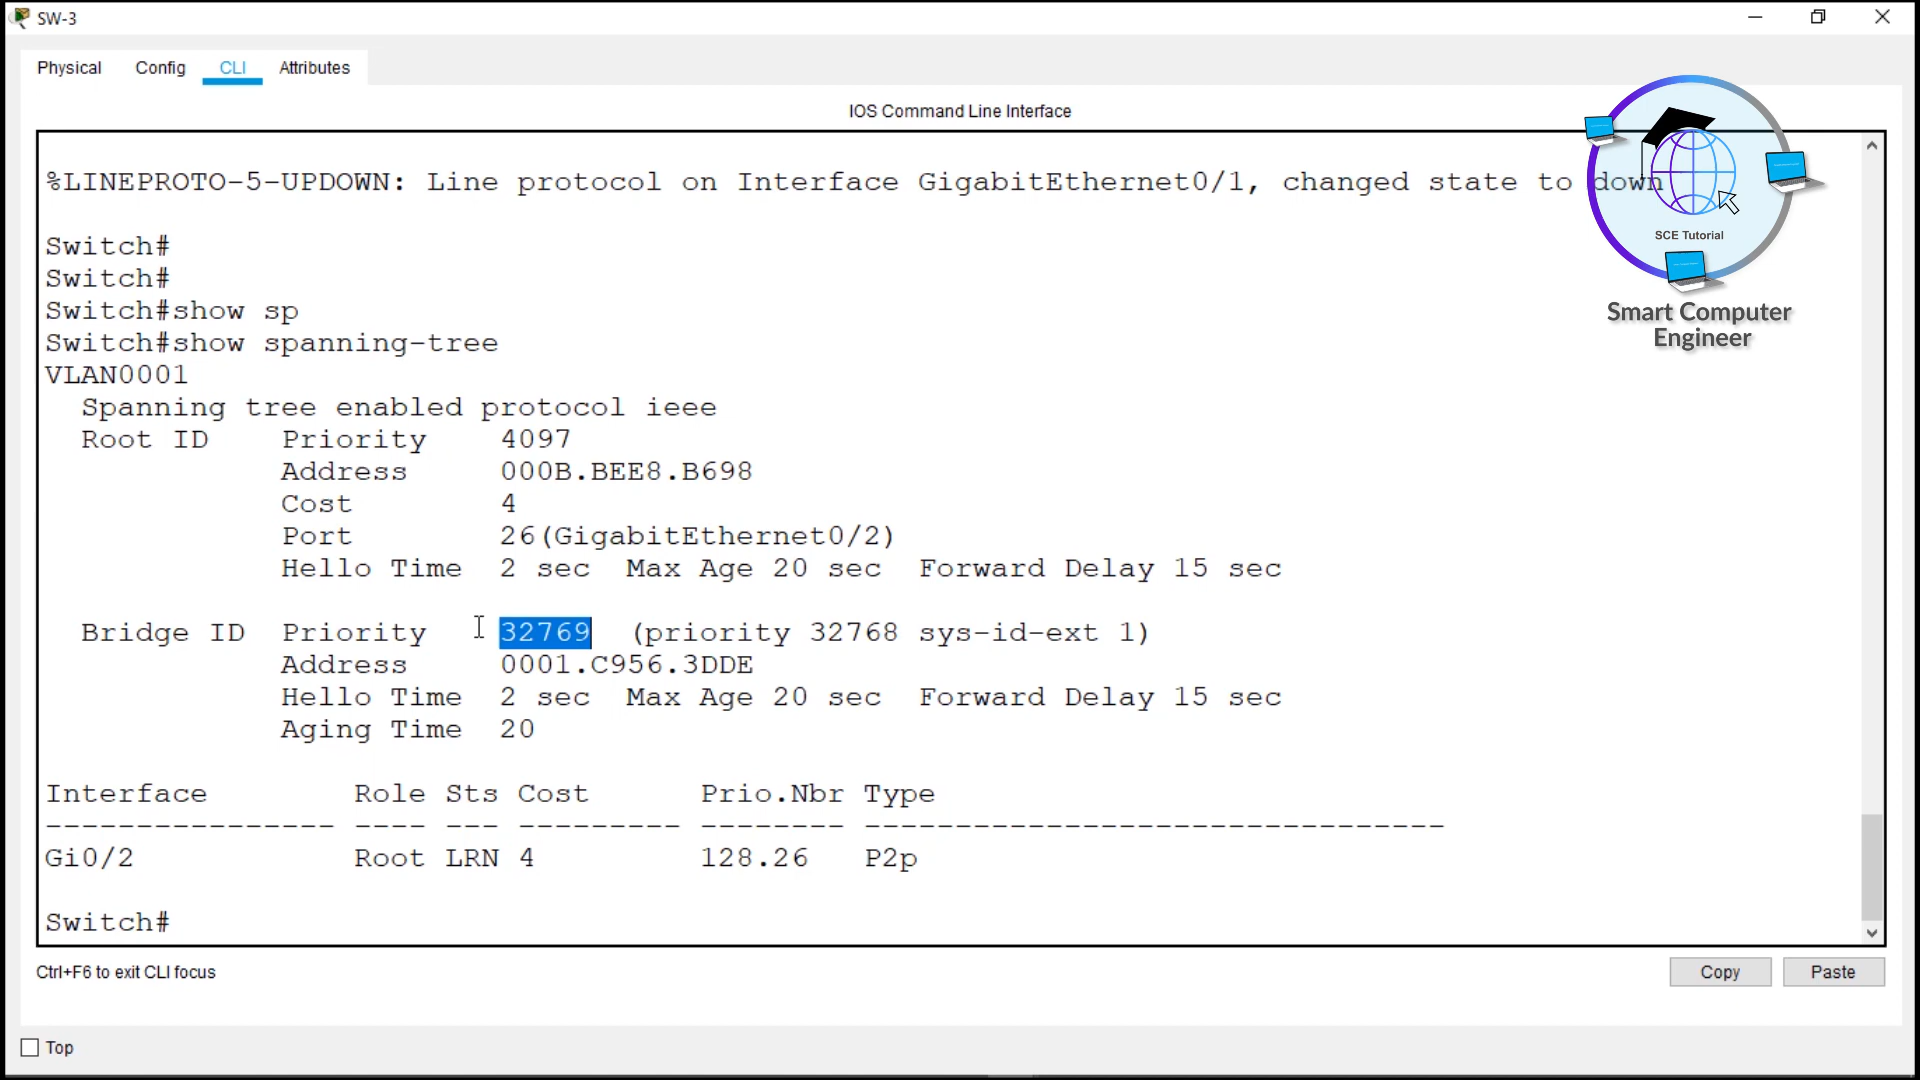 SW-3
Physical Config CLI Attributes
IOS Command Line Interface
%LINEPROTO-5-UPDOWN: Line protocol on Interface GigabitEthernet0/1, changed state to down
Switch#
Switch#
Switch#show sp
Switch#show spanning-tree
VLAN0001
Spanning tree enabled protocol ieee
Root ID Priority 4097
Address 000B.BEE8.B698
Cost 4
Port 26(GigabitEthernet0/2)
Hello Time 2 sec Max Age 20 sec Forward Delay 15 sec
Bridge ID Priority 32769 (priority 32768 sys-id-ext 1)
Address 0001.C956.3DDE
Hello Time 2 sec Max Age 20 sec Forward Delay 15 sec
Aging Time 20
Interface Role Sts Cost Prio.Nbr Type
---------------- ---- --- --------- -------- --------------------------------
Gi0/2 Root LRN 4 128.26 P2p
Switch#
Ctrl+F6 to exit CLI focus
Copy Paste
Top
SCE Tutorial
Smart Computer
Engineer